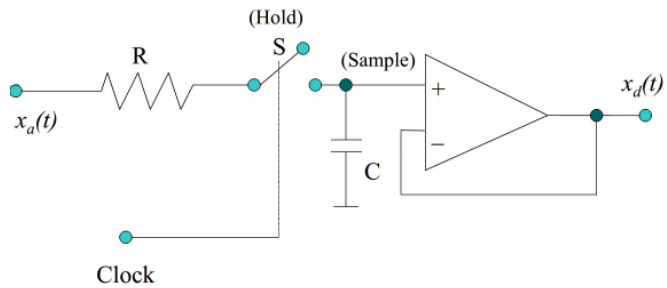 (Hold)
R
S
(Sample)
x_a(t)
+
x_d(t)
−
C
Clock